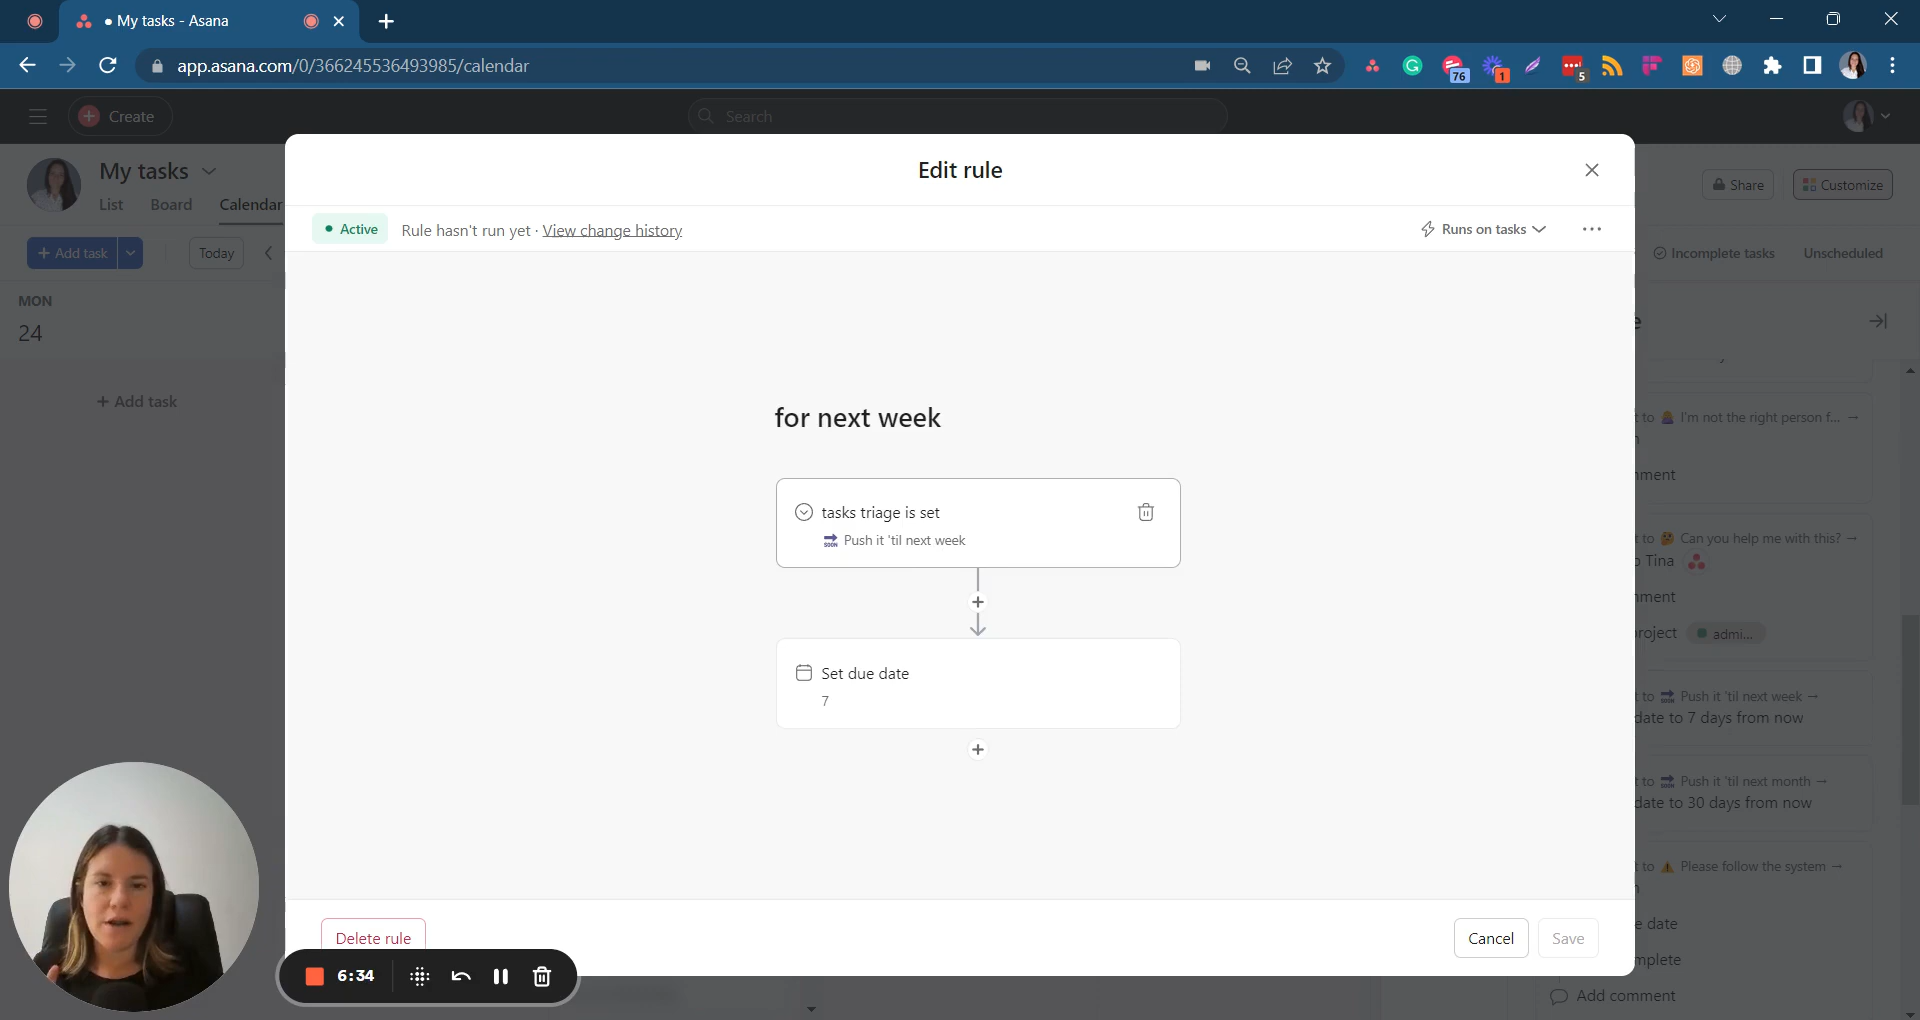 My tasks - Asana
app.asana.com/0/366245536493985/calendar
76
1
5
Create
Search
My tasks
List
Board
Calendar
Share
Customize
Add task
Today
Incomplete tasks
Unscheduled
MON
24
+ Add task
Edit rule
Active
Rule hasn't run yet · View change history
Runs on tasks
for next week
tasks triage is set
SOON
Push it 'til next week
Set due date
7
Delete rule
Cancel
Save
6:34
to I'm not the right person f... →
to Can you help me with this? →
Tina
project
admi...
to Push it 'til next week →
date to 7 days from now
to Push it 'til next month →
date to 30 days from now
to Please follow the system →
date
Add comment